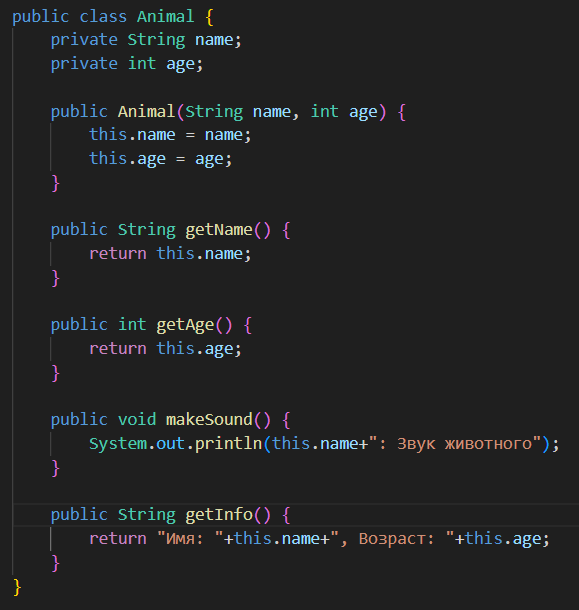 public class Animal {
    private String name;
    private int age;

    public Animal(String name, int age) {
        this.name = name;
        this.age = age;
    }

    public String getName() {
        return this.name;
    }

    public int getAge() {
        return this.age;
    }

    public void makeSound() {
        System.out.println(this.name+": Звук животного");
    }

    public String getInfo() {
        return "Имя: "+this.name+", Возраст: "+this.age;
    }
}